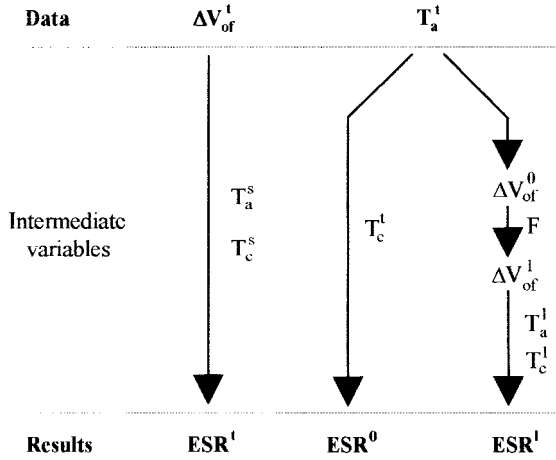 Data ΔV_of^t T_a^t
ΔV_of^0
T_a^s
T_c^t
F
Intermediate
T_c^s
variables
ΔV_of^1
T_a^1
T_c^1
Results ESR^t ESR^0 ESR^1